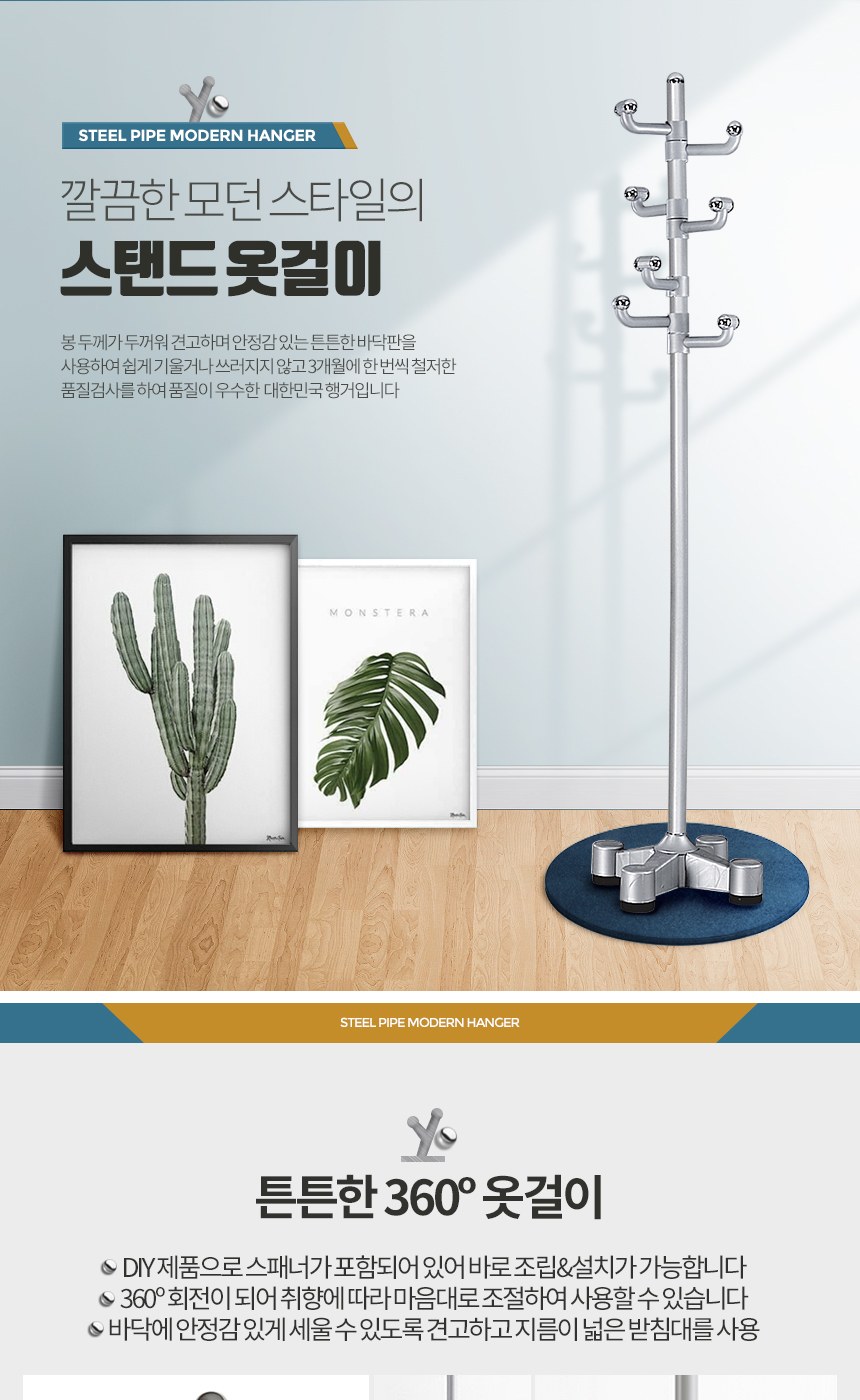 STEEL PIPE MODERN HANGER
깔끔한 모던 스타일의
스탠드 옷걸이
봉 두께가 두꺼워 견고하며 안정감 있는 튼튼한 바닥판을
사용하여 쉽게 기울거나 쓰러지지 않고 3개월에 한 번씩 철저한
품질검사를 하여 품질이 우수한 대한민국 행거입니다
MONSTERA
STEEL PIPE MODERN HANGER
튼튼한 360º 옷걸이
DIY 제품으로 스패너가 포함되어 있어 바로 조립&설치가 가능합니다
360º 회전이 되어 취향에 따라 마음대로 조절하여 사용할 수 있습니다
바닥에 안정감 있게 세울 수 있도록 견고하고 지름이 넓은 받침대를 사용